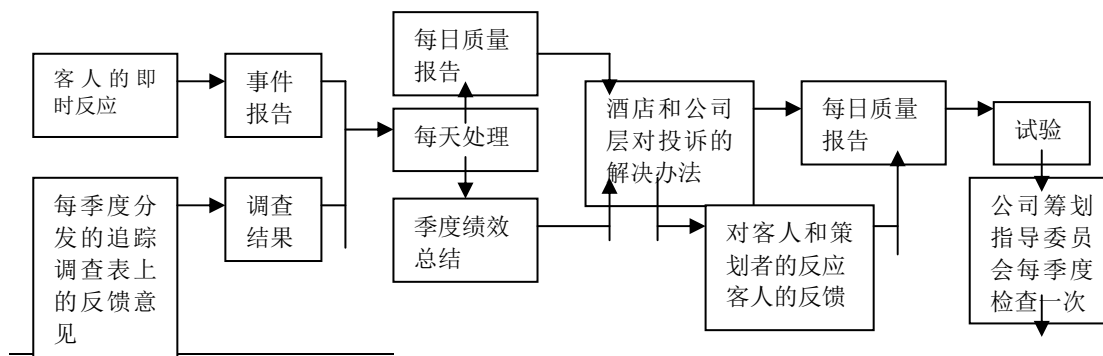 客人的即
时反应
事件
报告
每季度分
发的追踪
调查表上
的反馈意
见
调查
结果
每日质量
报告
每天处理
季度绩效
总结
酒店和公司
层对投诉的
解决办法
对客人和策
划者的反应
客人的反馈
每日质量
报告
试验
公司筹划
指导委员
会每季度
检查一次